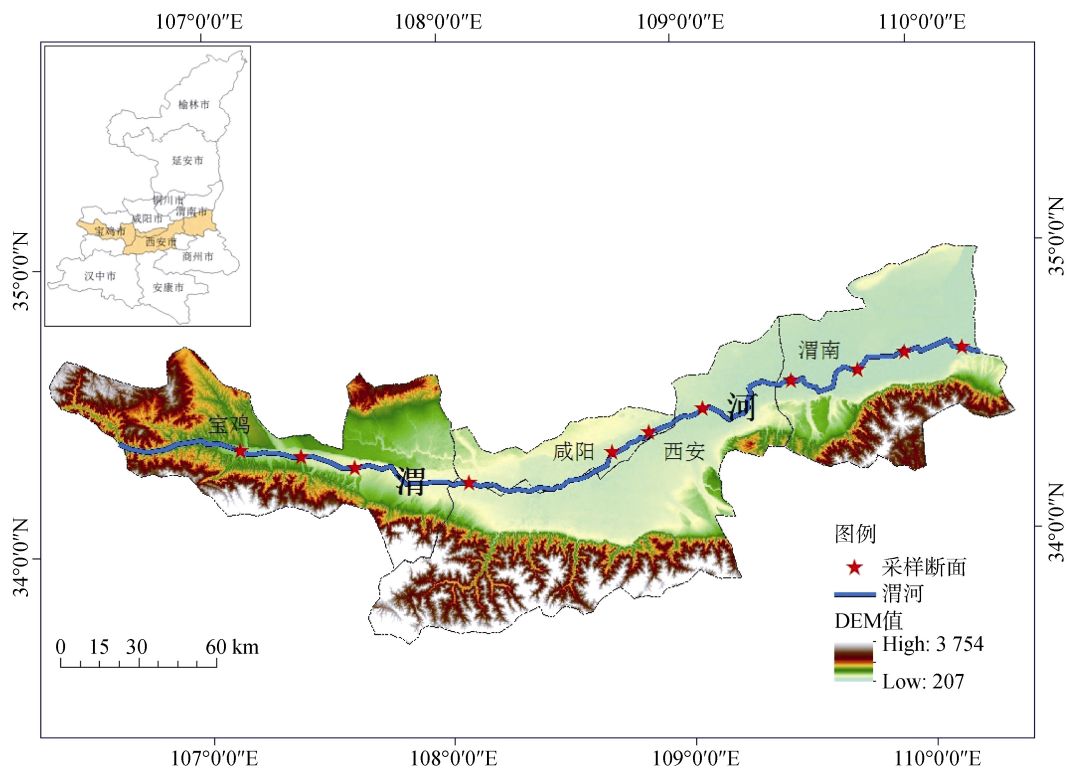 107°0′0″E 108°0′0″E 109°0′0″E 110°0′0″E
榆林市
延安市
铜川市
渭南市
咸阳市
宝鸡市
西安市
商州市
汉中市
安康市
35°0′0″N
35°0′0″N
渭南
河
宝鸡
咸阳
西安
渭
34°0′0″N
34°0′0″N
图例
采样断面
渭河
DEM值
High: 3 754
Low: 207
0 15 30 60 km
107°0′0″E 108°0′0″E 109°0′0″E 110°0′0″E